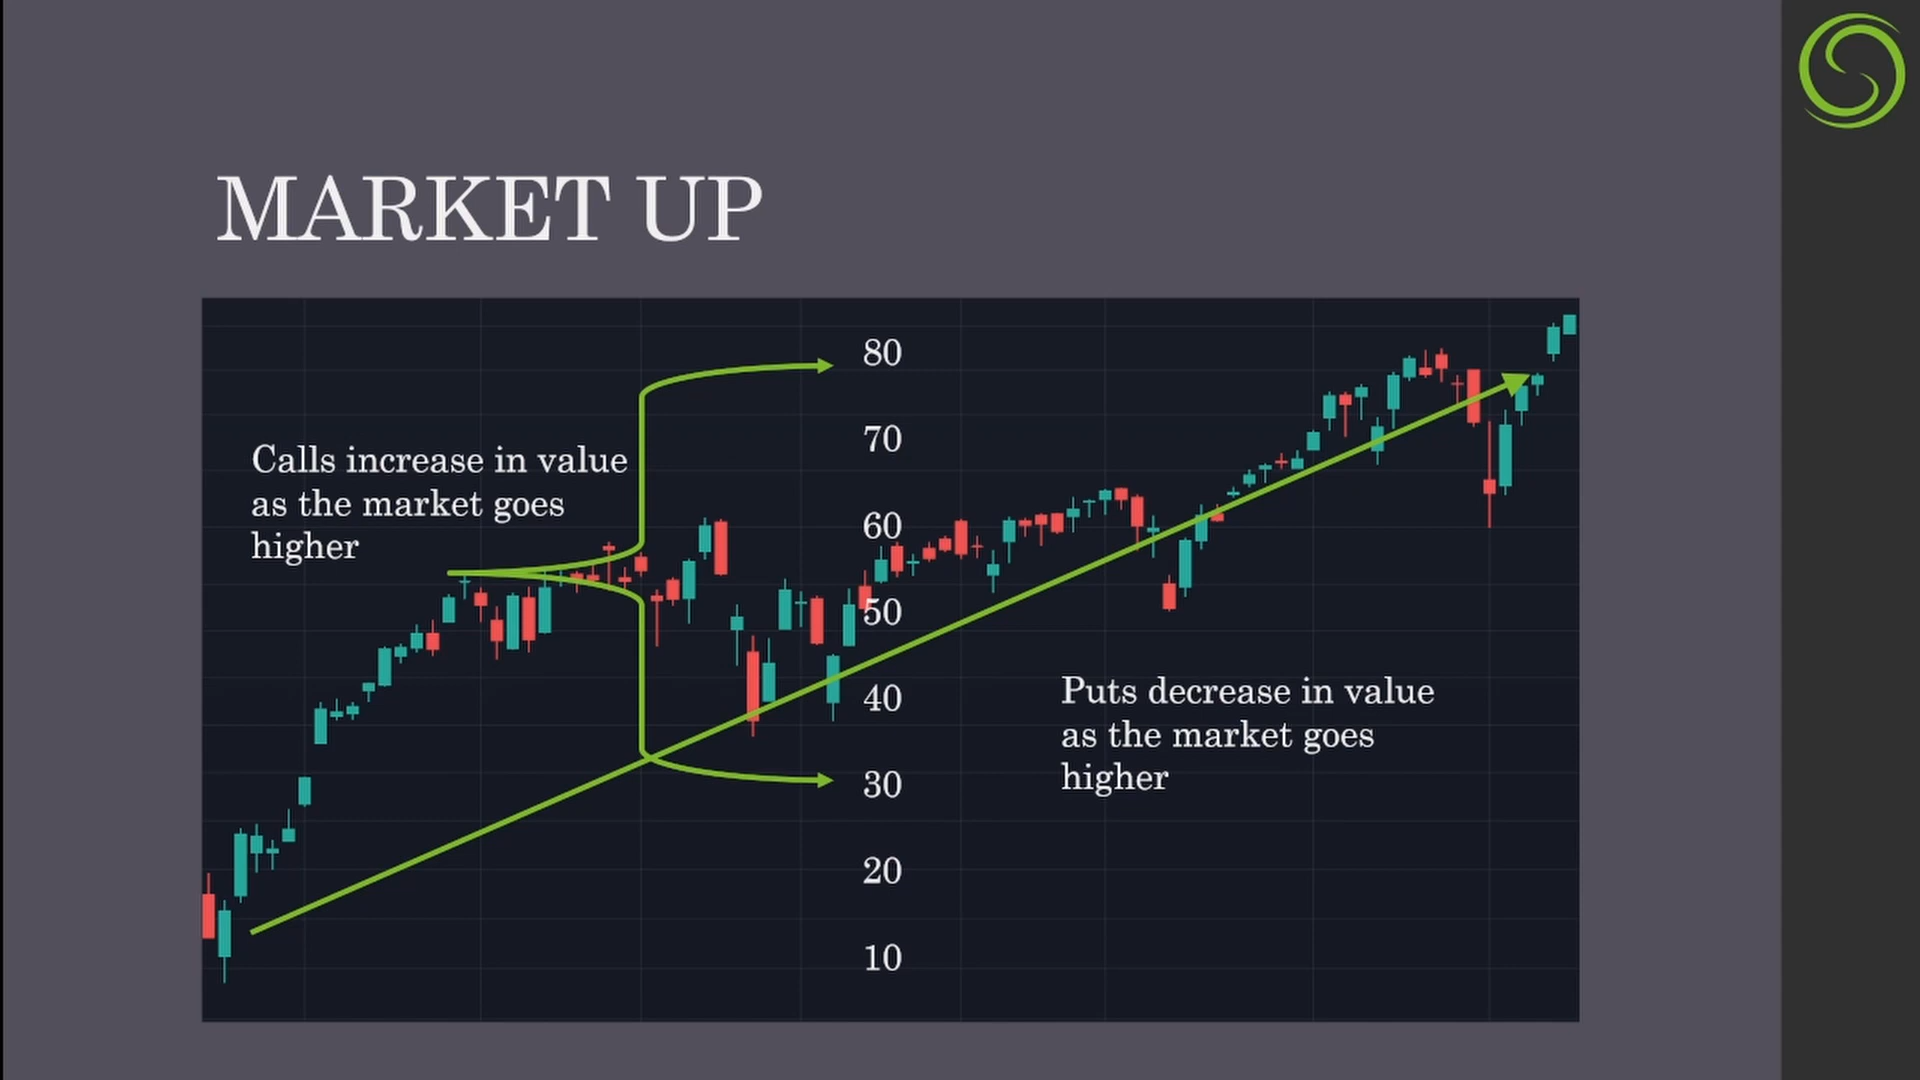 MARKET UP
Calls increase in value
as the market goes
higher
80
70
60
50
40
30
20
10
Puts decrease in value
as the market goes
higher